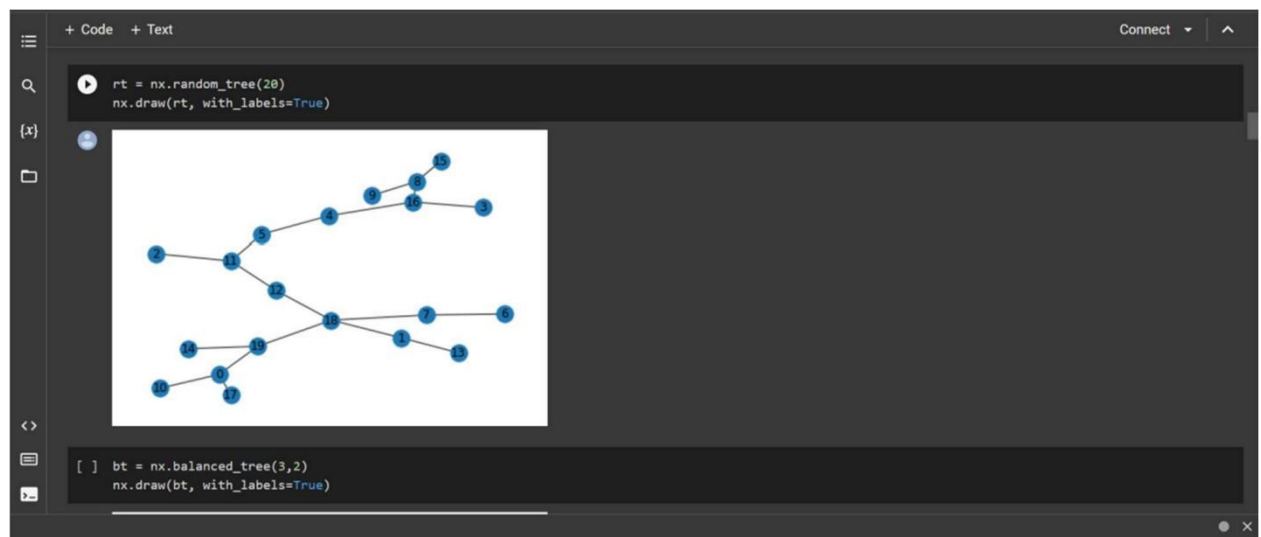 + Code + Text
Connect
{x}
rt = nx.random_tree(20)
nx.draw(rt, with_labels=True)
15
8
9
16
3
4
5
2
11
12
18
7
6
1
13
14
19
0
10
17
[ ] bt = nx.balanced_tree(3,2)
nx.draw(bt, with_labels=True)